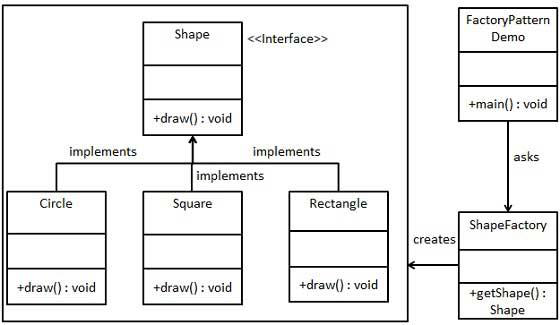 Shape
<<Interface>>
+draw() : void
implements
implements
implements
Circle
+draw() : void
Square
+draw() : void
Rectangle
+draw() : void
FactoryPattern
Demo
+main() : void
asks
creates
ShapeFactory
+getShape() :
Shape